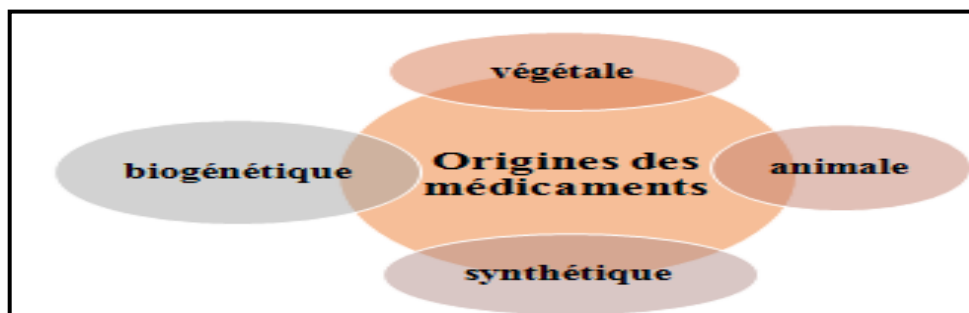 végétale
biogénétique
Origines des
médicaments
animale
synthétique